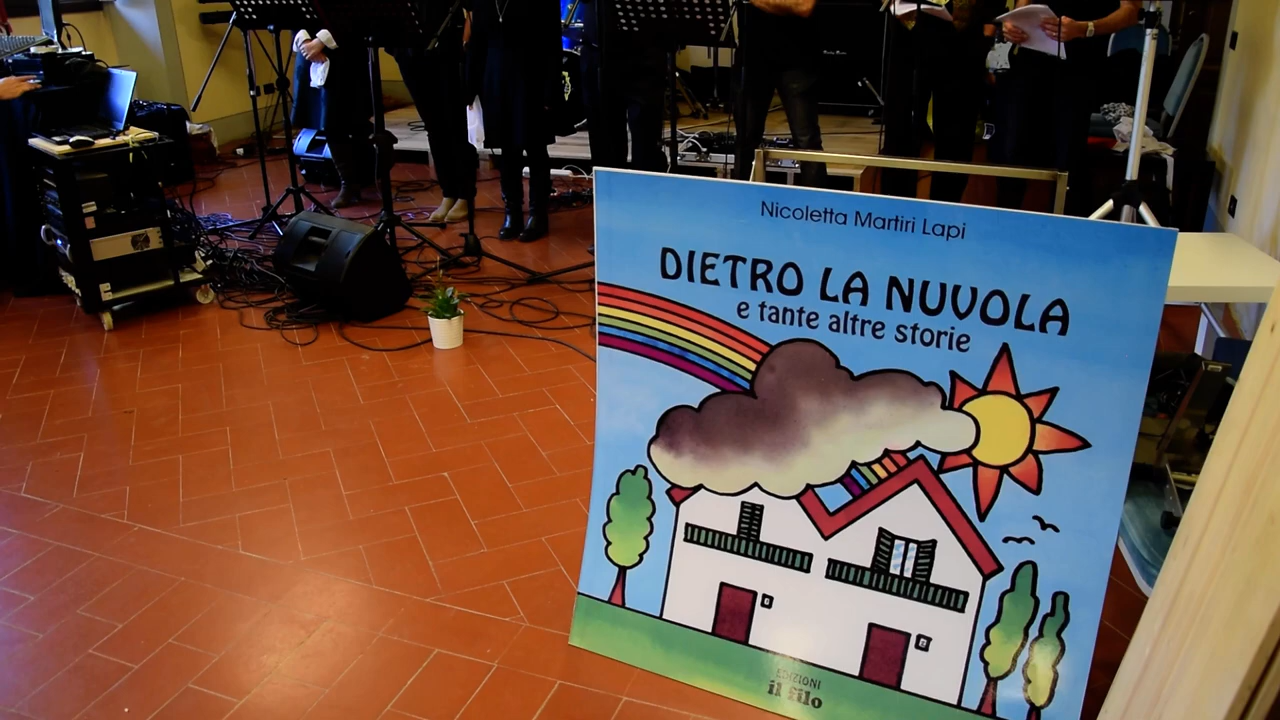 Nicoletta Martiri Lapi
DIETRO LA NUVOLA
e tante altre storie
EDIZIONI
il filo